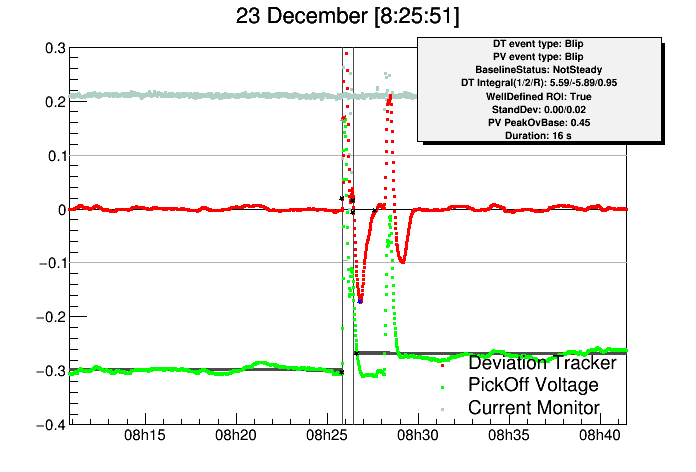 23 December [8:25:51]
DT event type: Blip
PV event type: Blip
BaselineStatus: NotSteady
DT Integral(1/2/R): 5.59/-5.89/0.95
WellDefined ROI: True
StandDev: 0.00/0.02
PV PeakOvBase: 0.45
Duration: 16 s
0.3
0.2
0.1
0
−0.1
−0.2
−0.3
−0.4
Deviation Tracker
PickOff Voltage
Current Monitor
08h15 08h20 08h25 08h30 08h35 08h40